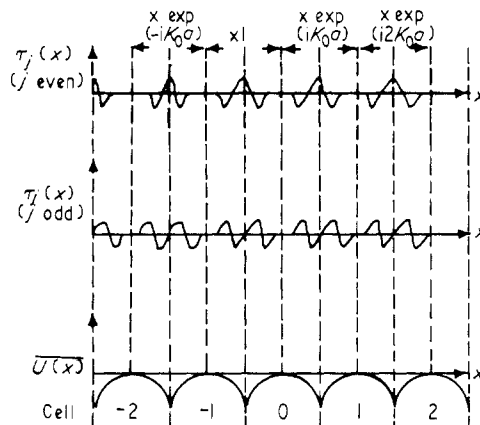 x exp x exp x exp
(-iK₀a) x1 (iK₀a) (i2K₀a)
τⱼ(x)
(j even)
x
τⱼ(x)
(j odd)
x
U(x)
x
Cell -2 -1 0 1 2